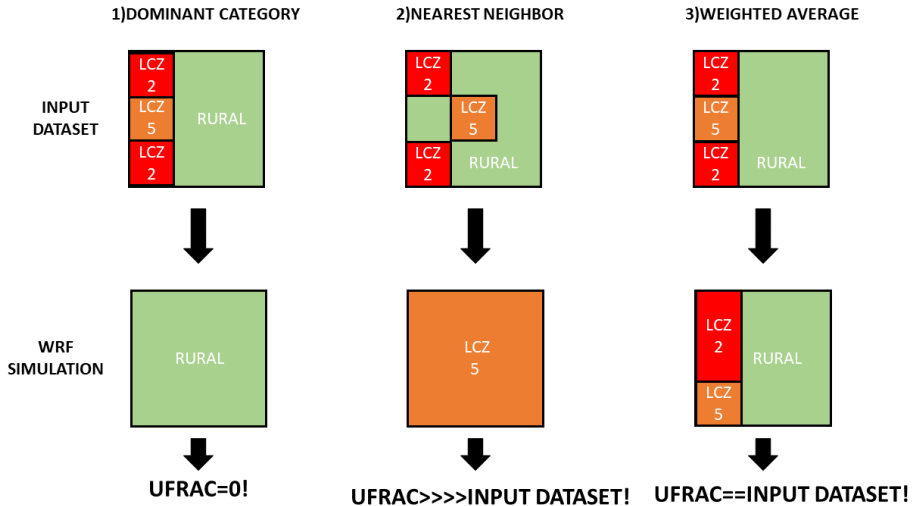 1)DOMINANT CATEGORY
2)NEAREST NEIGHBOR
3)WEIGHTED AVERAGE
INPUT
DATASET
LCZ
2
LCZ
5
LCZ
2
RURAL
LCZ
2
LCZ
5
LCZ
2
RURAL
LCZ
2
LCZ
5
LCZ
2
RURAL
WRF
SIMULATION
RURAL
LCZ
5
LCZ
2
LCZ
5
RURAL
UFRAC=0!
UFRAC>>>>INPUT DATASET!
UFRAC==INPUT DATASET!